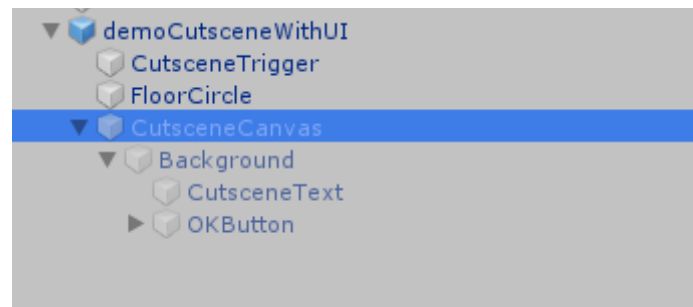 demoCutsceneWithUI
CutsceneTrigger
FloorCircle
CutsceneCanvas
Background
CutsceneText
OKButton